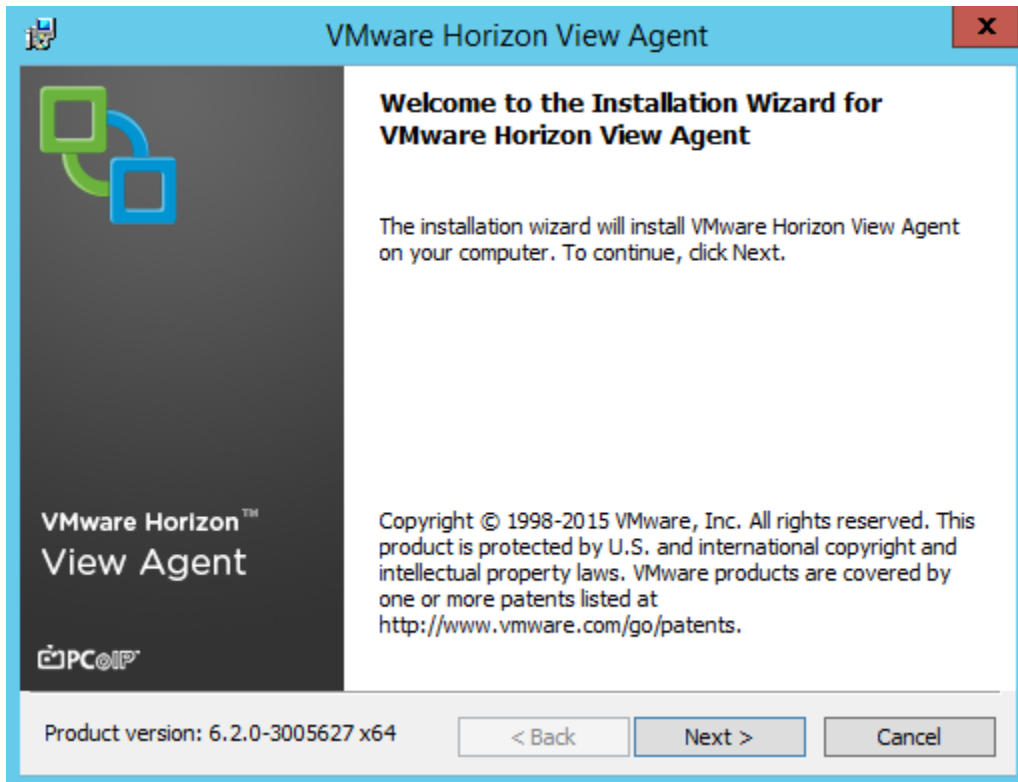 VMware Horizon View Agent
x
Welcome to the Installation Wizard for
VMware Horizon View Agent
The installation wizard will install VMware Horizon View Agent
on your computer. To continue, click Next.
VMware Horizon™
View Agent
Copyright © 1998-2015 VMware, Inc. All rights reserved. This
product is protected by U.S. and international copyright and
intellectual property laws. VMware products are covered by
one or more patents listed at
http://www.vmware.com/go/patents.
PCoIP™
Product version: 6.2.0-3005627 x64
< Back
Next >
Cancel